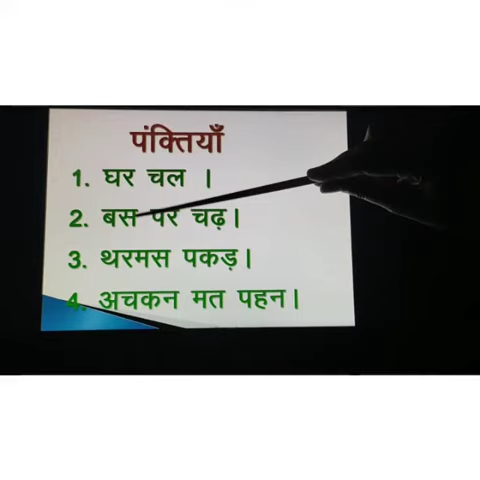 पंक्तियाँ
1. घर चल ।
2. बस पर चढ़।
3. थरमस पकड़।
4. अचकन मत पहन।